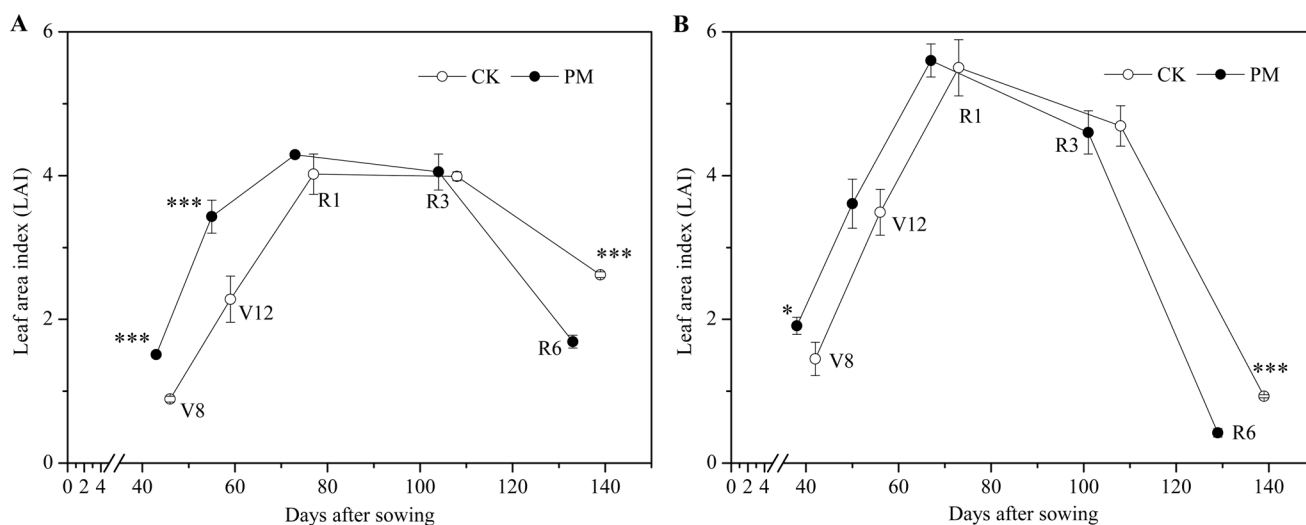 A
6
4
2
0
Leaf area index (LAI)
CK PM
***
***
V8
V12
R1
R3
***
R6
0 2 4 40 60 80 100 120 140
Days after sowing
B
6
4
2
0
Leaf area index (LAI)
CK PM
*
V8
V12
R1
R3
***
R6
0 2 4 40 60 80 100 120 140
Days after sowing